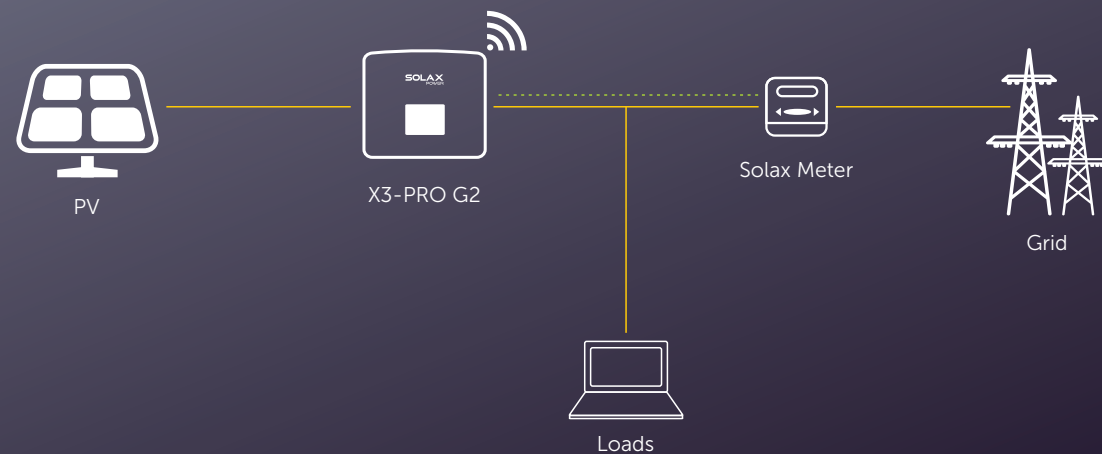 SOLAX
POWER
PV
X3-PRO G2
Solax Meter
Grid
Loads